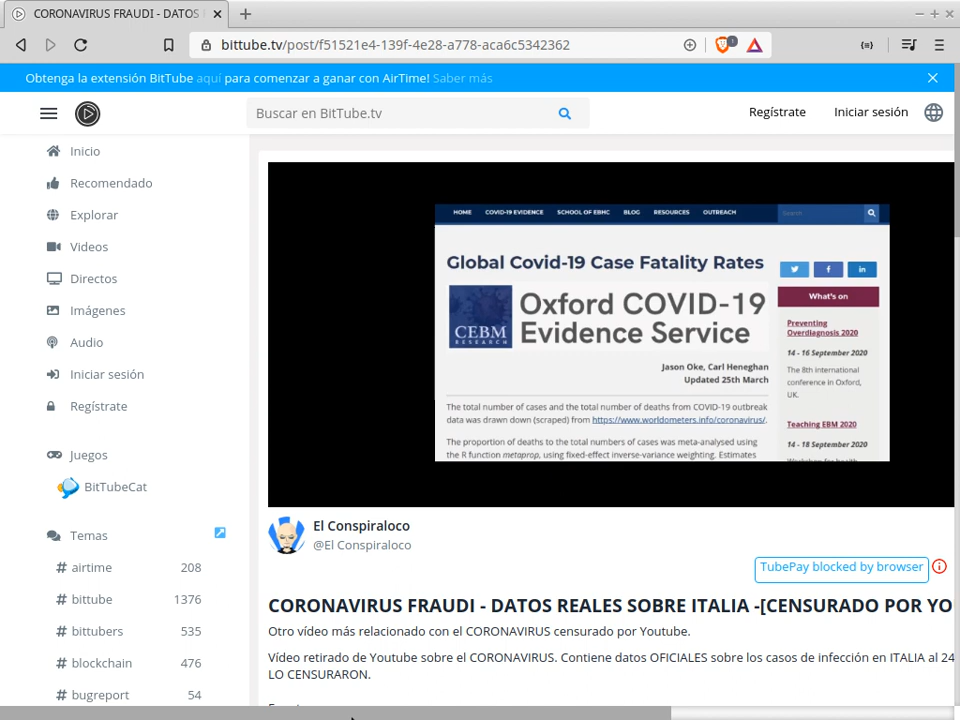 CORONAVIRUS FRAUDI - DATOS
bittube.tv/post/f51521e4-139f-4e28-a778-aca6c5342362
1
Obtenga la extensión BitTube aquí para comenzar a ganar con AirTime! Saber más
Buscar en BitTube.tv
Regístrate
Iniciar sesión
Inicio
Recomendado
Explorar
Videos
Directos
Imágenes
Audio
Iniciar sesión
Regístrate
Juegos
BitTubeCat
Temas
# airtime 208
# bittube 1376
# bittubers 535
# blockchain 476
# bugreport 54
HOME COVID-19 EVIDENCE SCHOOL OF EBHC BLOG RESOURCES OUTREACH Search
Global Covid-19 Case Fatality Rates
CEBM
RESEARCH
Oxford COVID-19
Evidence Service
Jason Oke, Carl Heneghan
Updated 25th March
The total number of cases and the total number of deaths from COVID-19 outbreak
data was drawn down (scraped) from https://www.worldometers.info/coronavirus/.
The proportion of deaths to the total numbers of cases was meta-analysed using
the R function metaprop, using fixed-effect inverse-variance weighting. Estimates
What's on
Preventing
Overdiagnosis 2020
14 - 16 September 2020
The 8th international
conference in Oxford,
UK.
Teaching EBM 2020
14 - 18 September 2020
El Conspiraloco
@El Conspiraloco
TubePay blocked by browser
CORONAVIRUS FRAUDI - DATOS REALES SOBRE ITALIA -[CENSURADO POR YO
Otro vídeo más relacionado con el CORONAVIRUS censurado por Youtube.
Vídeo retirado de Youtube sobre el CORONAVIRUS. Contiene datos OFICIALES sobre los casos de infección en ITALIA al 24
LO CENSURARON.